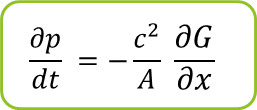 ∂p/dt = −c²/A ∂G/∂x